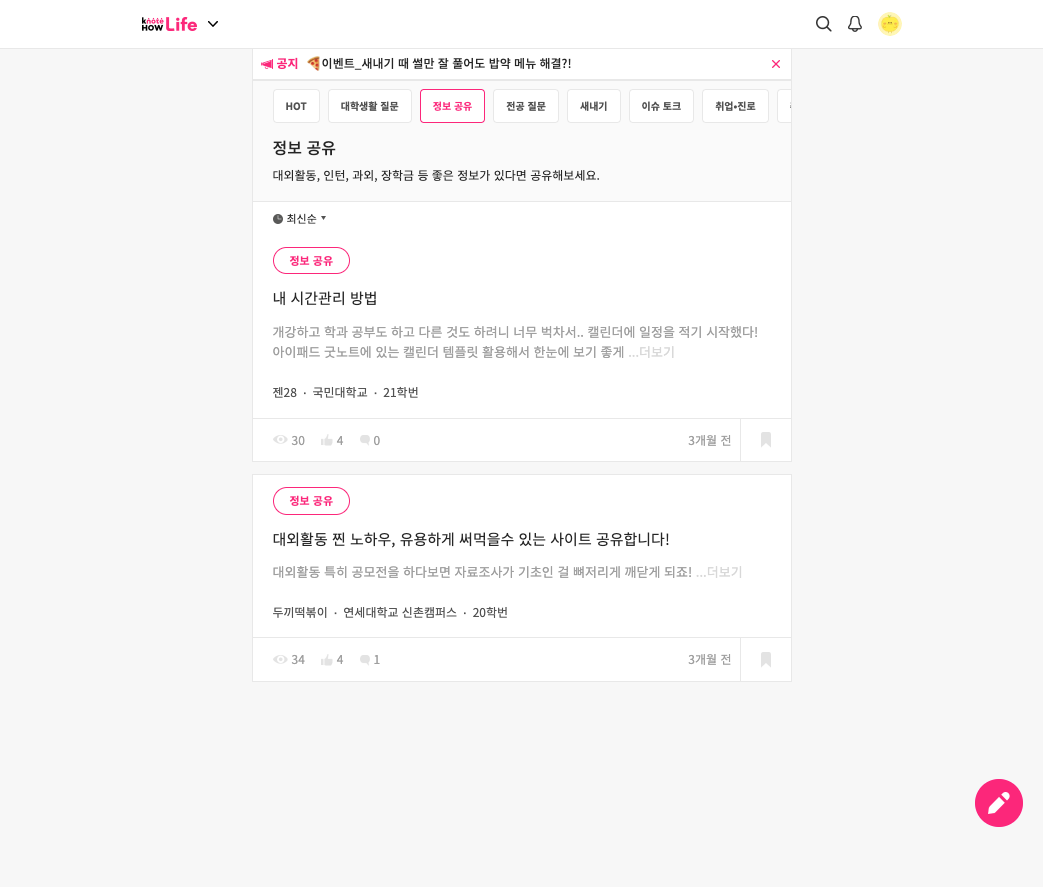 knote
HOW Life
공지 이벤트_새내기 때 썰만 잘 풀어도 밥약 메뉴 해결?!
HOT 대학생활 질문 정보 공유 전공 질문 새내기 이슈 토크 취업•진로
정보 공유
대외활동, 인턴, 과외, 장학금 등 좋은 정보가 있다면 공유해보세요.
최신순
정보 공유
내 시간관리 방법
개강하고 학과 공부도 하고 다른 것도 하려니 너무 벅차서.. 캘린더에 일정을 적기 시작했다!
아이패드 굿노트에 있는 캘린더 템플릿 활용해서 한눈에 보기 좋게 ...더보기
젠28 · 국민대학교 · 21학번
30 4 0 3개월 전
정보 공유
대외활동 찐 노하우, 유용하게 써먹을수 있는 사이트 공유합니다!
대외활동 특히 공모전을 하다보면 자료조사가 기초인 걸 뼈저리게 깨닫게 되죠! ...더보기
두끼떡볶이 · 연세대학교 신촌캠퍼스 · 20학번
34 4 1 3개월 전